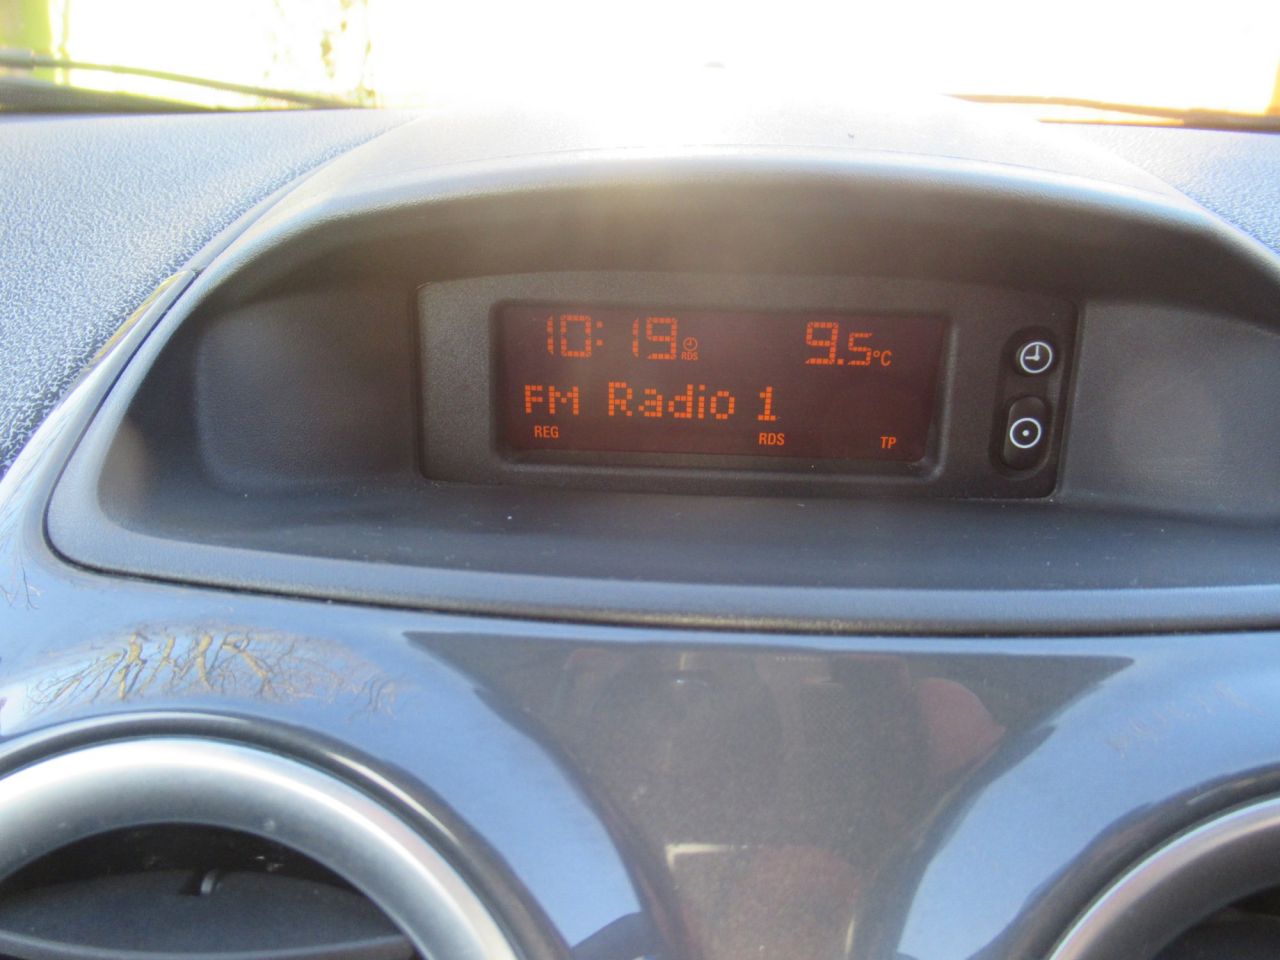 10:19 RDS 9.5°C
FM Radio 1
REG RDS TP